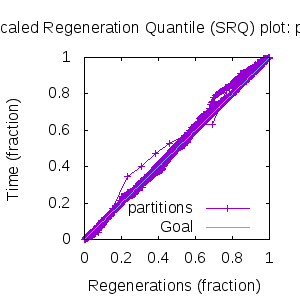 Regeneration Quantile (SRQ) plot:
Time (fraction)
1
0.8
0.6
0.4
0.2
0
partitions
Goal
0 0.2 0.4 0.6 0.8 1
Regenerations (fraction)